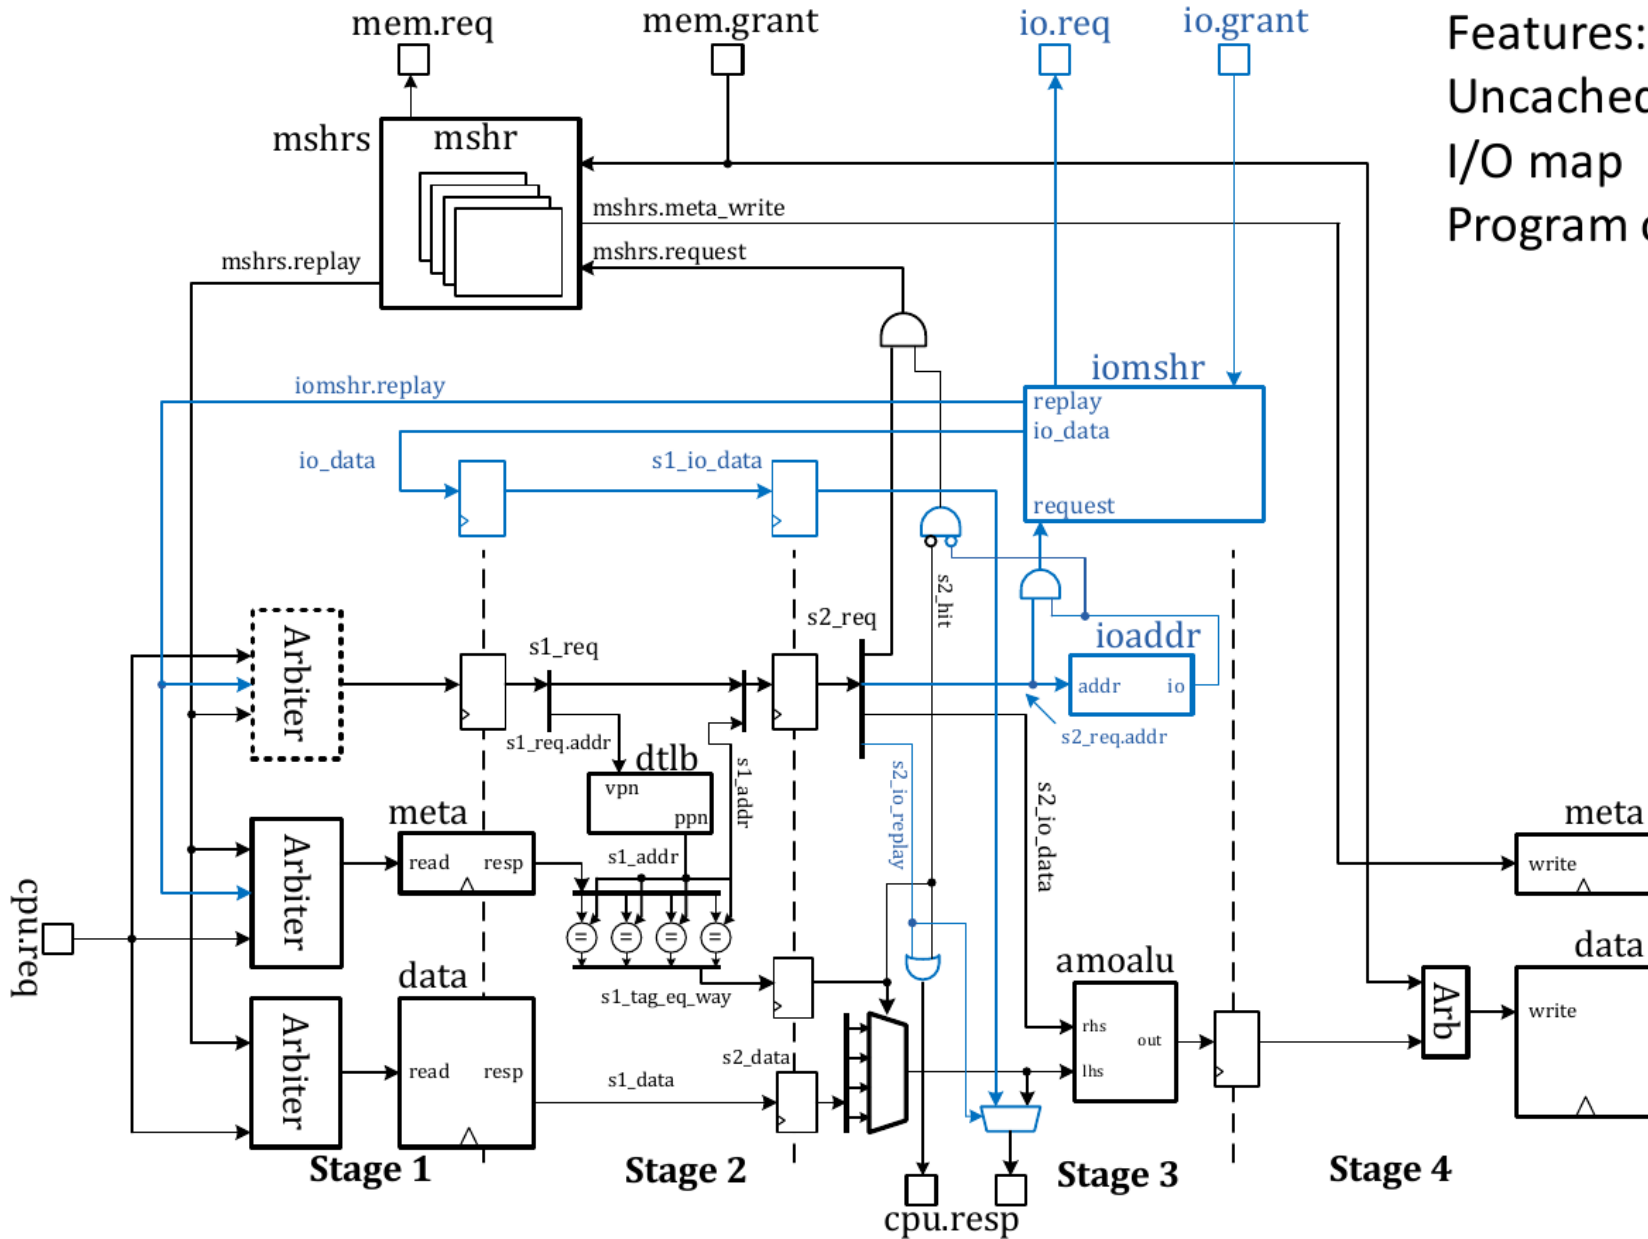 mem.req
mem.grant
io.req
io.grant
Features:
Uncached
I/O map
Program
mshrs
mshr
mshrs.meta_write
mshrs.request
mshrs.replay
iomshr
iomshr.replay
replay
io_data
io_data
s1_io_data
request
s2_hit
s2_req
ioaddr
addr
io
s2_req.addr
Arbiter
s1_req
s1_req.addr
dtlb
vpn
ppn
s1_addr
s1_addr
s2_io_replay
s2_io_data
meta
read
resp
Arbiter
=
=
=
=
cpu.req
s1_tag_eq_way
data
read
resp
Arbiter
s1_data
s2_data
amoalu
rhs
lhs
out
Arb
meta
write
data
write
Stage 1
Stage 2
Stage 3
Stage 4
cpu.resp